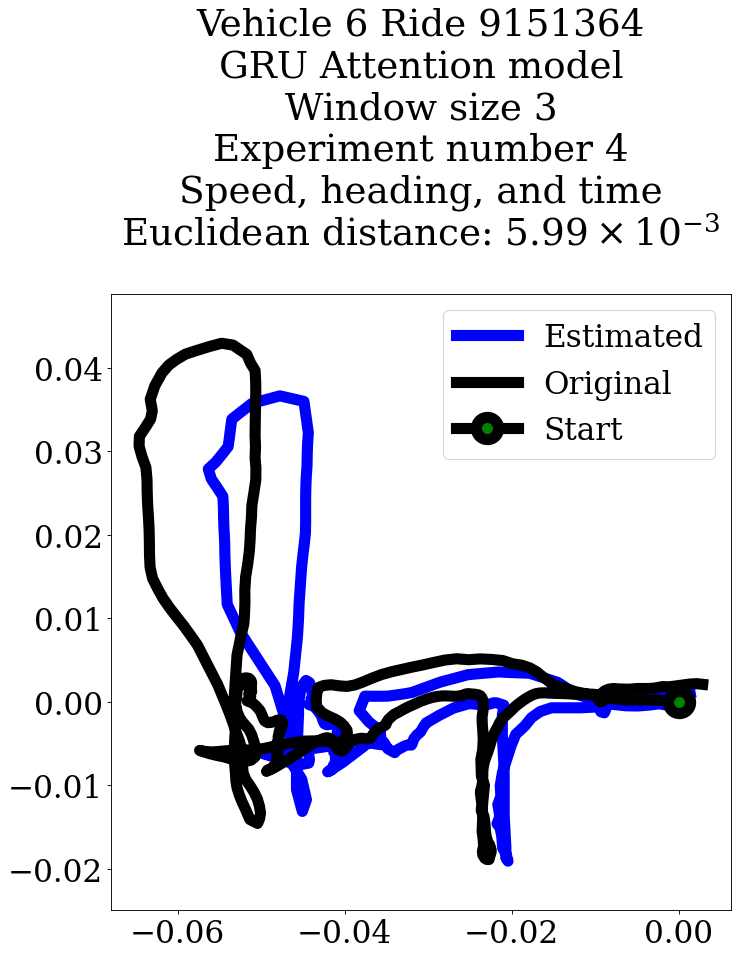 Vehicle 6 Ride 9151364
GRU Attention model
Window size 3
Experiment number 4
Speed, heading, and time
Euclidean distance: 5.99 × 10⁻³
Estimated
Original
Start
0.04
0.03
0.02
0.01
0.00
−0.01
−0.02
−0.06
−0.04
−0.02
0.00